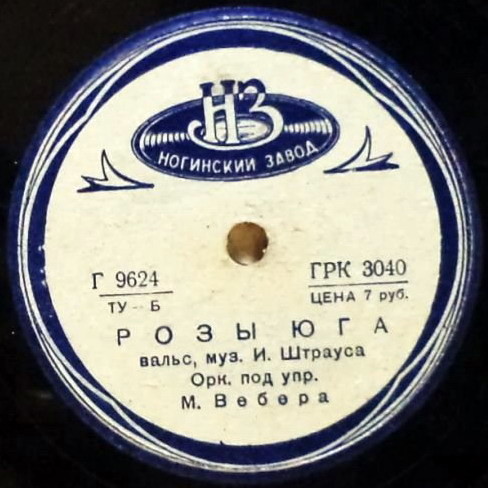 НЗ
НОГИНСКИЙ ЗАВОД
Г 9624
ТУ - Б
ГРК 3040
ЦЕНА 7 руб.
РОЗЫ ЮГА
вальс, муз. И. Штрауса
Орк. под упр.
М. Вебера